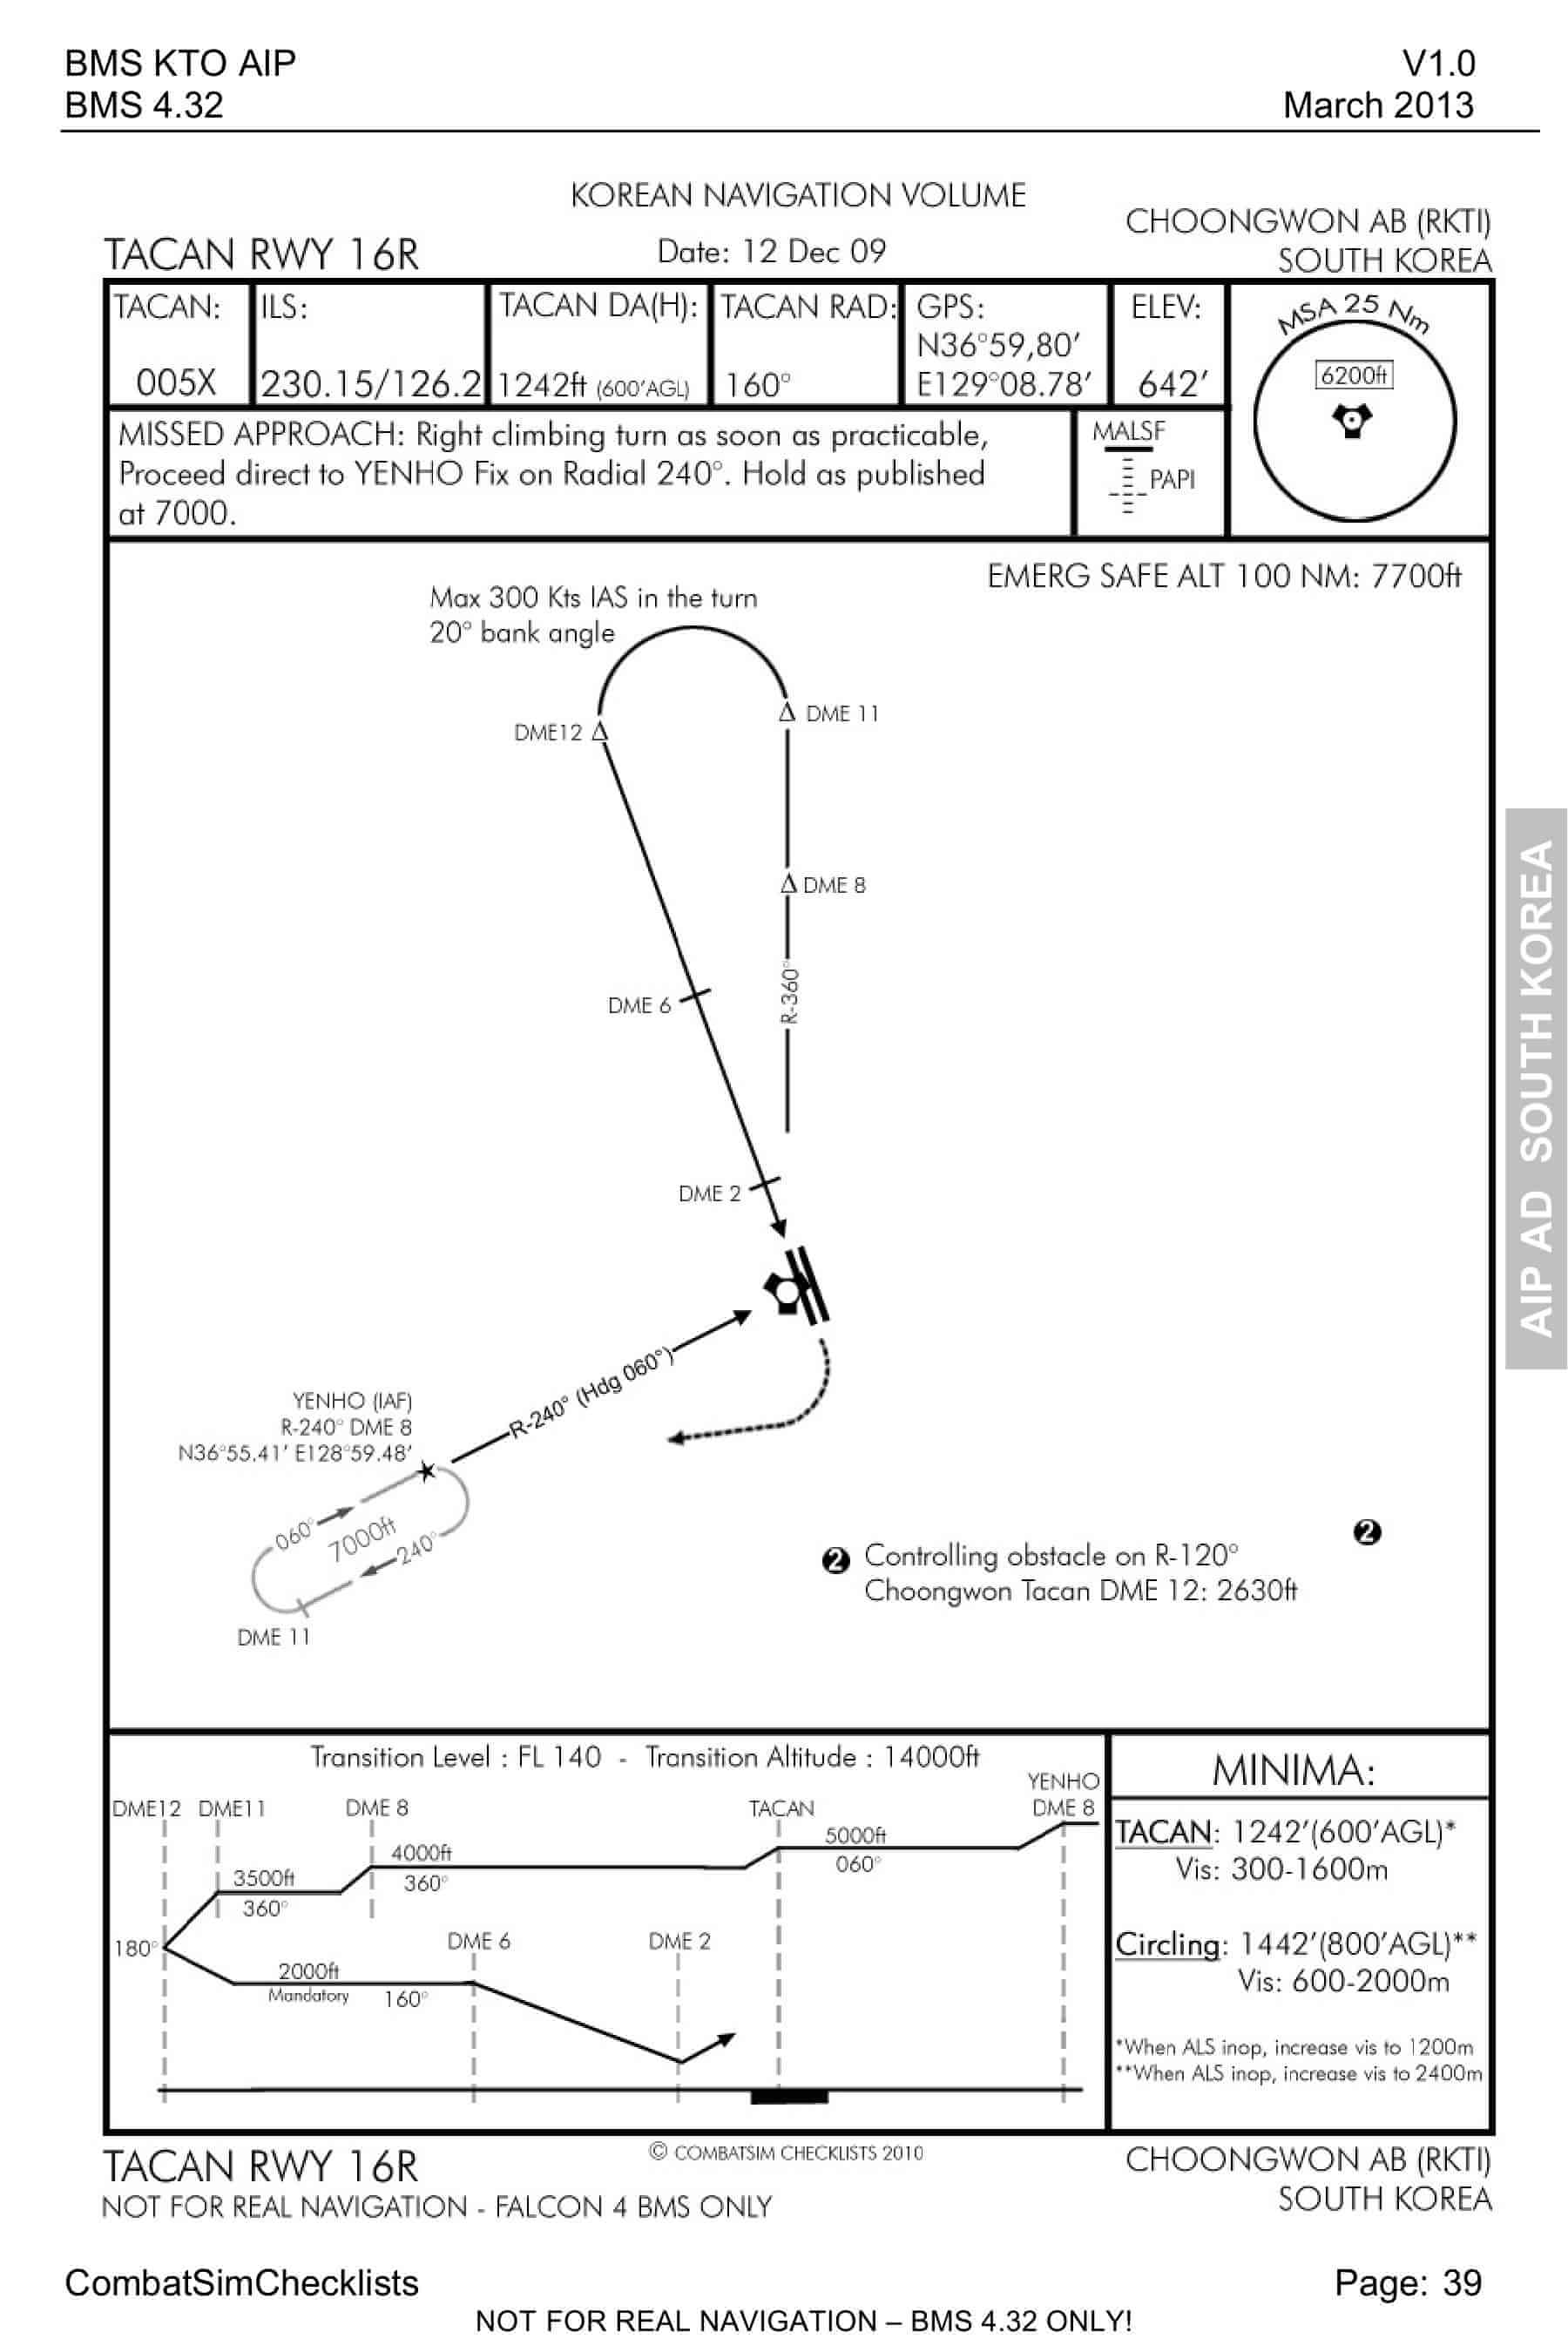 BMS KTO AIP
V1.0
BMS 4.32
March 2013
KOREAN NAVIGATION VOLUME
CHOONGWON AB (RKTI)
TACAN RWY 16R
Date: 12 Dec 09
SOUTH KOREA
TACAN:
005X
ILS:
230.15/126.2
TACAN DA(H):
1242ft (600'AGL)
TACAN RAD:
160°
GPS:
N36°59,80'
E129°08.78'
ELEV:
642'
MSA 25 Nm
6200ft
MISSED APPROACH: Right climbing turn as soon as practicable,
Proceed direct to YENHO Fix on Radial 240°. Hold as published
at 7000.
MALSF
PAPI
EMERG SAFE ALT 100 NM: 7700ft
Max 300 Kts IAS in the turn
20° bank angle
DME 11
DME12
DME 8
R-360°
DME 6
DME 2
R-240° (Hdg 060°)
YENHO (IAF)
R-240° DME 8
N36°55.41' E128°59.48'
060°
7000ft
240°
DME 11
2
2 Controlling obstacle on R-120°
Choongwon Tacan DME 12: 2630ft
AIP AD SOUTH KOREA
Transition Level : FL 140 - Transition Altitude : 14000ft
YENHO
DME12 DME11 DME 8 TACAN DME 8
5000ft
060°
4000ft
360°
3500ft
360°
180°
DME 6
DME 2
2000ft
Mandatory 160°
MINIMA:
TACAN: 1242'(600'AGL)*
Vis: 300-1600m
Circling: 1442'(800'AGL)**
Vis: 600-2000m
*When ALS inop, increase vis to 1200m
**When ALS inop, increase vis to 2400m
TACAN RWY 16R
© COMBATSIM CHECKLISTS 2010
CHOONGWON AB (RKTI)
NOT FOR REAL NAVIGATION - FALCON 4 BMS ONLY
SOUTH KOREA
CombatSimChecklists
Page: 39
NOT FOR REAL NAVIGATION – BMS 4.32 ONLY!